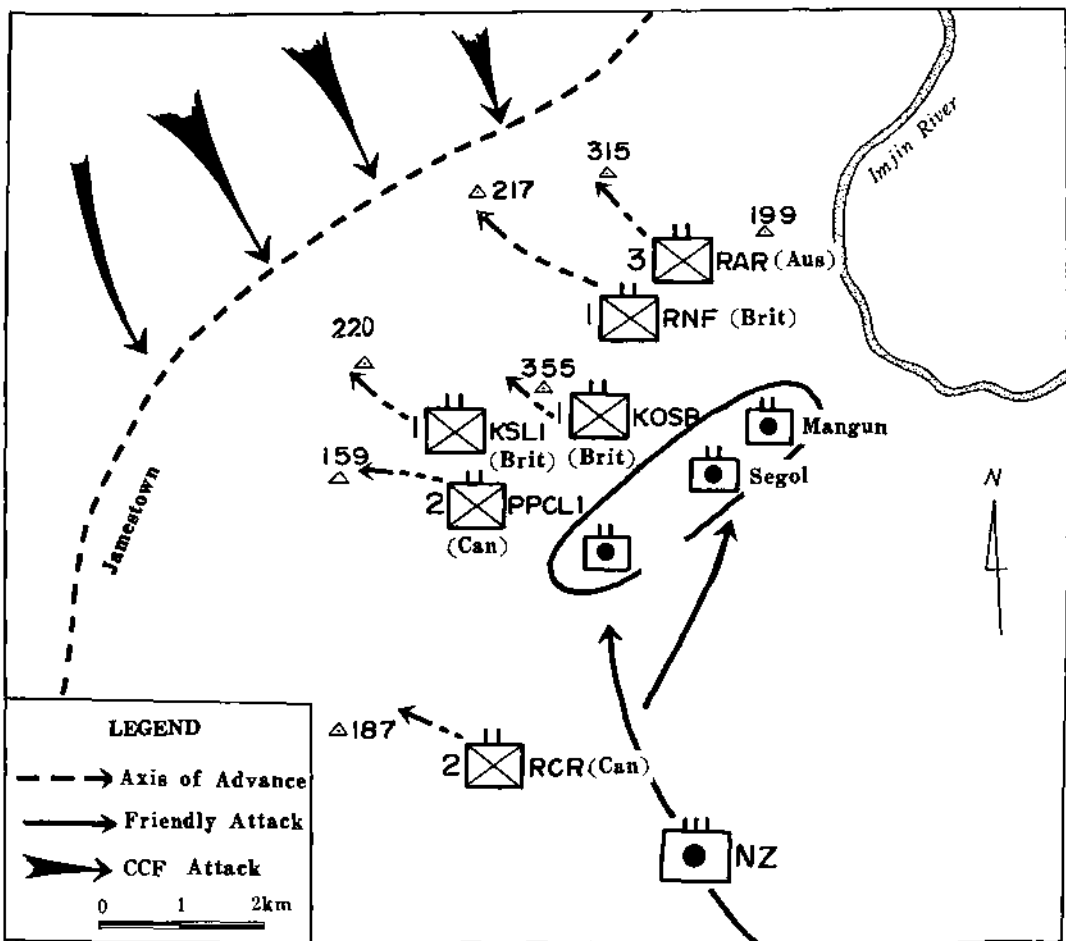 315
217
199
3 RAR (Aus)
1 RNF (Brit)
Imjin River
220
355
1 KSLI (Brit)
1 KOSB (Brit)
Mangun
Segol
159
2 PPCLI (Can)
N
Jamestown
187
2 RCR (Can)
NZ
LEGEND
Axis of Advance
Friendly Attack
CCF Attack
0 1 2km